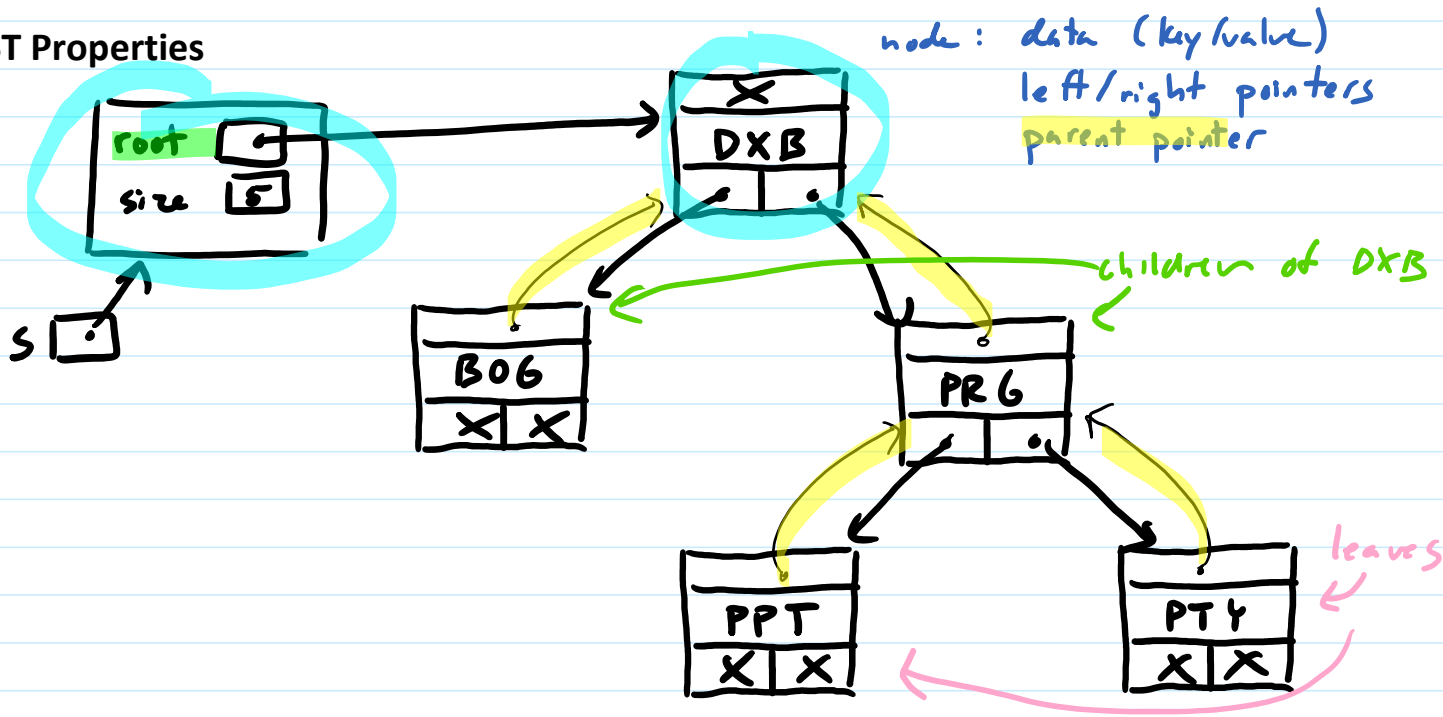 ST Properties
node: data (key/value)
left/right pointers
parent pointer
root
size 5
S
X
DXB
children of DXB
BOG
X X
PRG
leaves
PPT
X X
PTY
X X